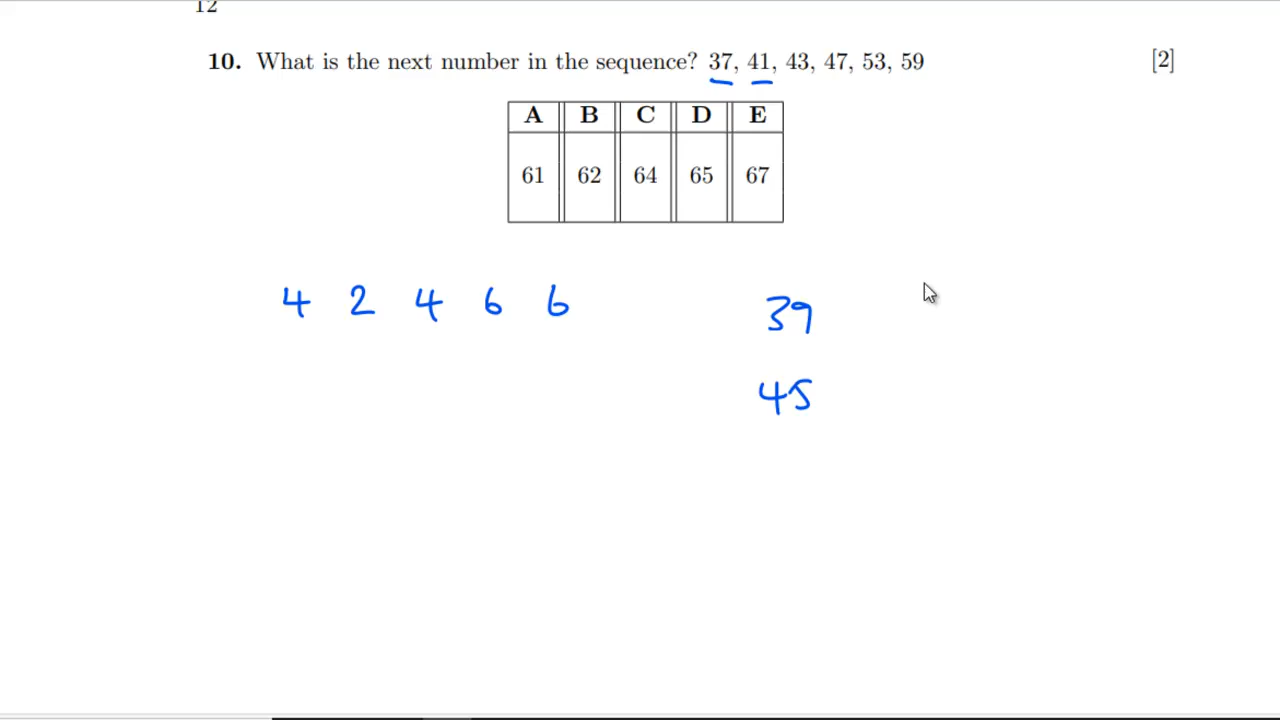 12
10. What is the next number in the sequence? 37, 41, 43, 47, 53, 59 [2]
A B C D E
61 62 64 65 67
4 2 4 6 6 39
45